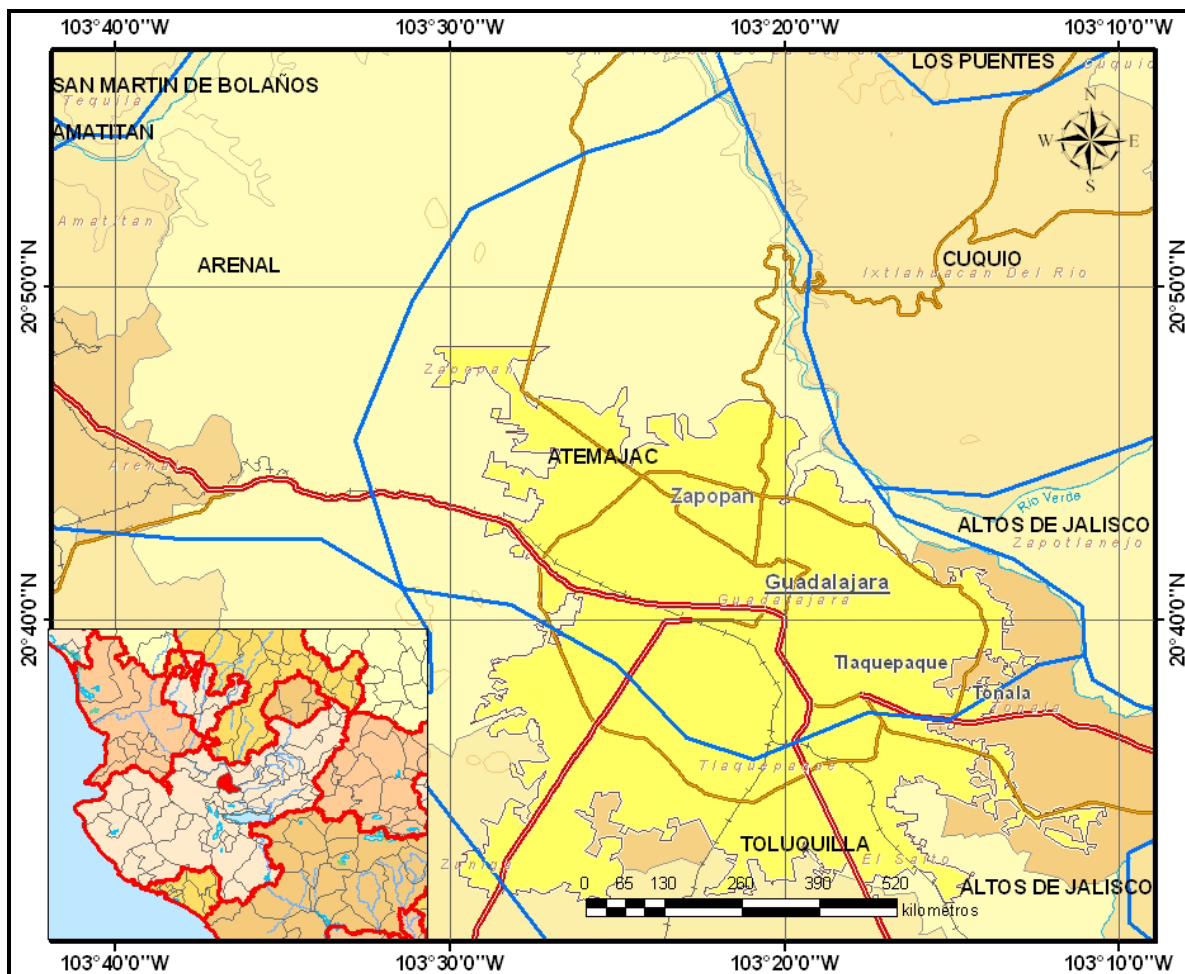 103°40'0"W 103°30'0"W 103°20'0"W 103°10'0"W
SAN MARTIN DE BOLAÑOS
Tequila
AMATITAN
Amatitan
LOS PUENTES
Cuquio
N
W E
S
ARENAL
CUQUIO
Ixtlahuacan Del Rio
20°50'0"N 20°50'0"N
Zapopan
ATEMAJAC
Arenal
Zapopan
Rio Verde
ALTOS DE JALISCO
Zapotlanejo
Guadalajara
Guadalajara
20°40'0"N 20°40'0"N
Tlaquepaque
Tonala
Tonala
Tlaquepaque
TOLUQUILLA
El Salto
ALTOS DE JALISCO
0 65 130 260 390 520
kilométros
103°40'0"W 103°30'0"W 103°20'0"W 103°10'0"W